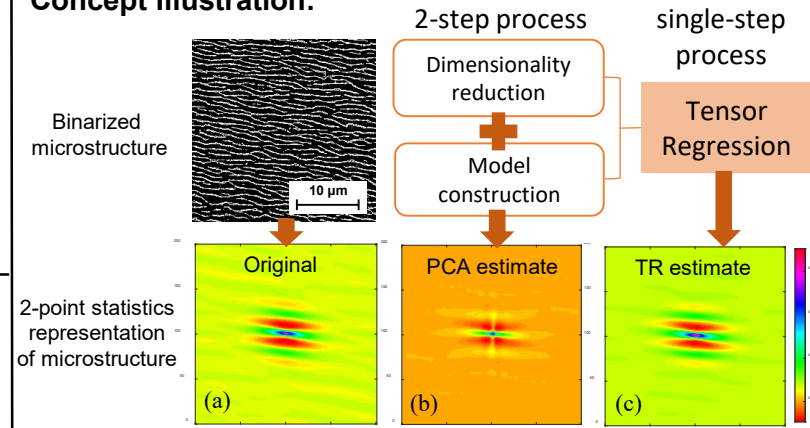 Concept Illustration:
2-step process
single-step
process
Binarized
microstructure
10 µm
Dimensionality
reduction
Model
construction
Tensor
Regression
2-point statistics
representation
of microstructure
Original
(a)
PCA estimate
(b)
TR estimate
(c)